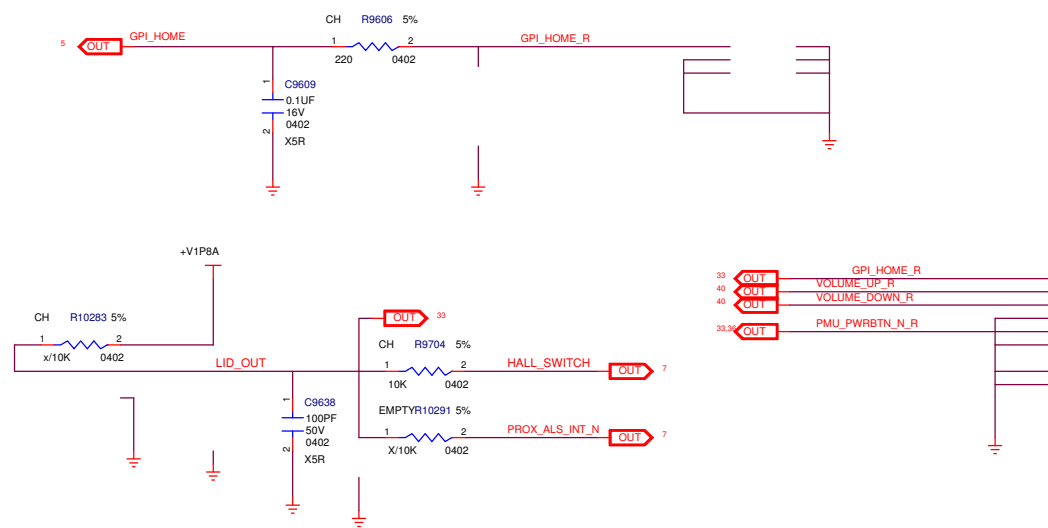 CH R9606 5%
5 OUT GPI_HOME 1 2 GPI_HOME_R
220 0402
1 C9609
0.1UF
16V
2 0402
X5R
+V1P8A
33 OUT GPI_HOME_R
40 OUT VOLUME_UP_R
40 OUT VOLUME_DOWN_R
CH R10283 5% OUT 33
33,36 OUT PMU_PWRBTN_N_R
1 2 CH R9704 5%
x/10K 0402 LID_OUT 1 2 HALL_SWITCH OUT 7
10K 0402
1 C9638
100PF EMPTY R10291 5%
50V 1 2 PROX_ALS_INT_N OUT 7
0402 X/10K 0402
2 X5R